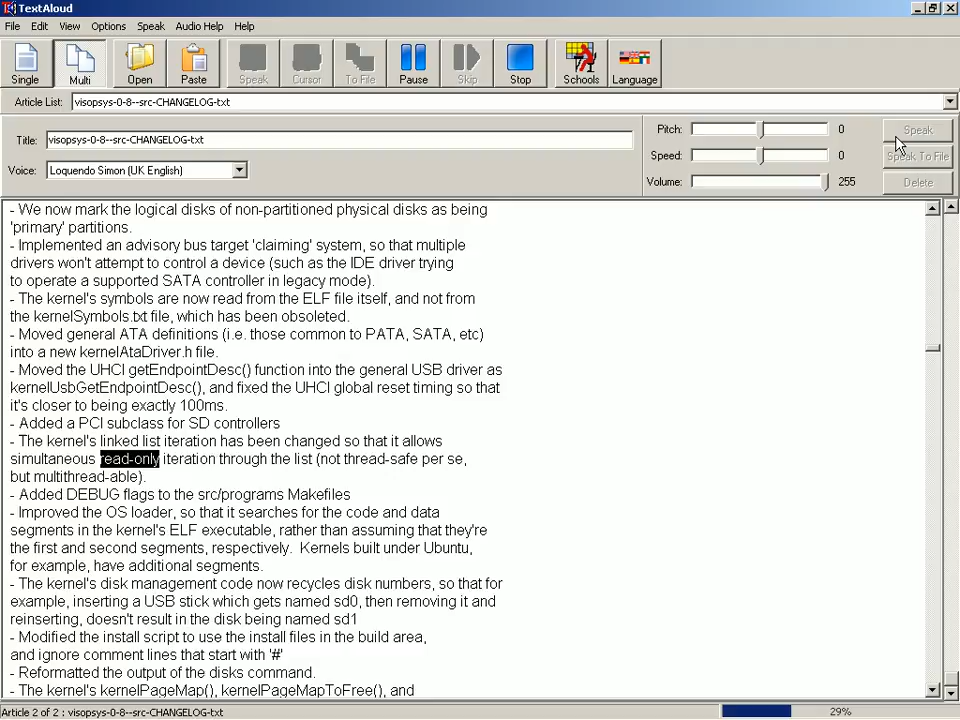 TextAloud
File Edit View Options Speak Audio Help Help
Single Multi Open Paste Speak Cursor To File Pause Skip Stop Schools Language
Article List: visopsys-0-8--src-CHANGELOG-txt
Title: visopsys-0-8--src-CHANGELOG-txt
Pitch: 0 Speak
Speed: 0 Speak To File
Voice: Loquendo Simon (UK English)
Volume: 255 Delete
- We now mark the logical disks of non-partitioned physical disks as being
'primary' partitions.
- Implemented an advisory bus target 'claiming' system, so that multiple
drivers won't attempt to control a device (such as the IDE driver trying
to operate a supported SATA controller in legacy mode).
- The kernel's symbols are now read from the ELF file itself, and not from
the kernelSymbols.txt file, which has been obsoleted.
- Moved general ATA definitions (i.e. those common to PATA, SATA, etc)
into a new kernelAtaDriver.h file.
- Moved the UHCI getEndpointDesc() function into the general USB driver as
kernelUsbGetEndpointDesc(), and fixed the UHCI global reset timing so that
it's closer to being exactly 100ms.
- Added a PCI subclass for SD controllers
- The kernel's linked list iteration has been changed so that it allows
simultaneous read-only iteration through the list (not thread-safe per se,
but multithread-able).
- Added DEBUG flags to the src/programs Makefiles
- Improved the OS loader, so that it searches for the code and data
segments in the kernel's ELF executable, rather than assuming that they're
the first and second segments, respectively.  Kernels built under Ubuntu,
for example, have additional segments.
- The kernel's disk management code now recycles disk numbers, so that for
example, inserting a USB stick which gets named sd0, then removing it and
reinserting, doesn't result in the disk being named sd1
- Modified the install script to use the install files in the build area,
and ignore comment lines that start with '#'
- Reformatted the output of the disks command.
- The kernel's kernelPageMap(), kernelPageMapToFree(), and
Article 2 of 2 : visopsys-0-8--src-CHANGELOG-txt 29%